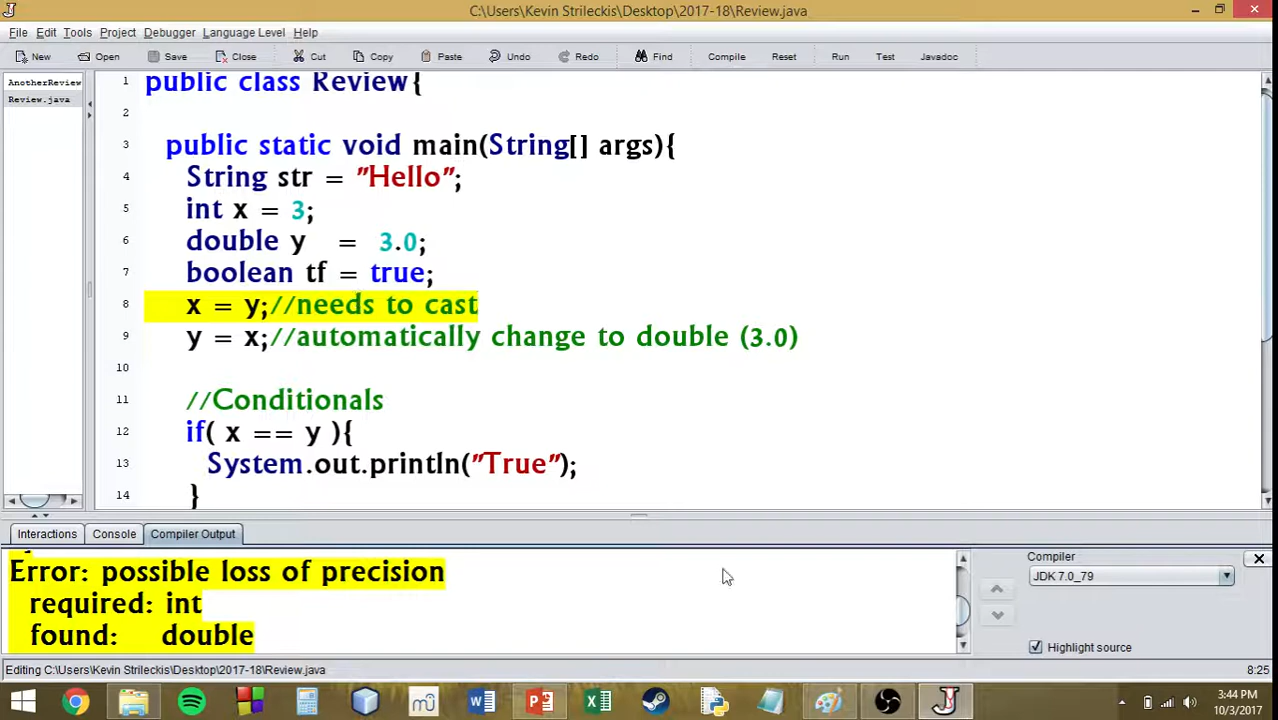 C:\Users\Kevin Strileckis\Desktop\2017-18\Review.java
File Edit Tools Project Debugger Language Level Help
New Open Save Close Cut Copy Paste Undo Redo Find Compile Reset Run Test Javadoc
AnotherReview
Review.java
1 public class Review{
2
3 public static void main(String[] args){
4 String str = "Hello";
5 int x = 3;
6 double y = 3.0;
7 boolean tf = true;
8 x = y;//needs to cast
9 y = x;//automatically change to double (3.0)
10
11 //Conditionals
12 if( x == y ){
13 System.out.println("True");
14 }
Interactions Console Compiler Output
Error: possible loss of precision
required: int
found: double
Compiler
JDK 7.0_79
Highlight source
Editing C:\Users\Kevin Strileckis\Desktop\2017-18\Review.java
8:25
3:44 PM
10/3/2017